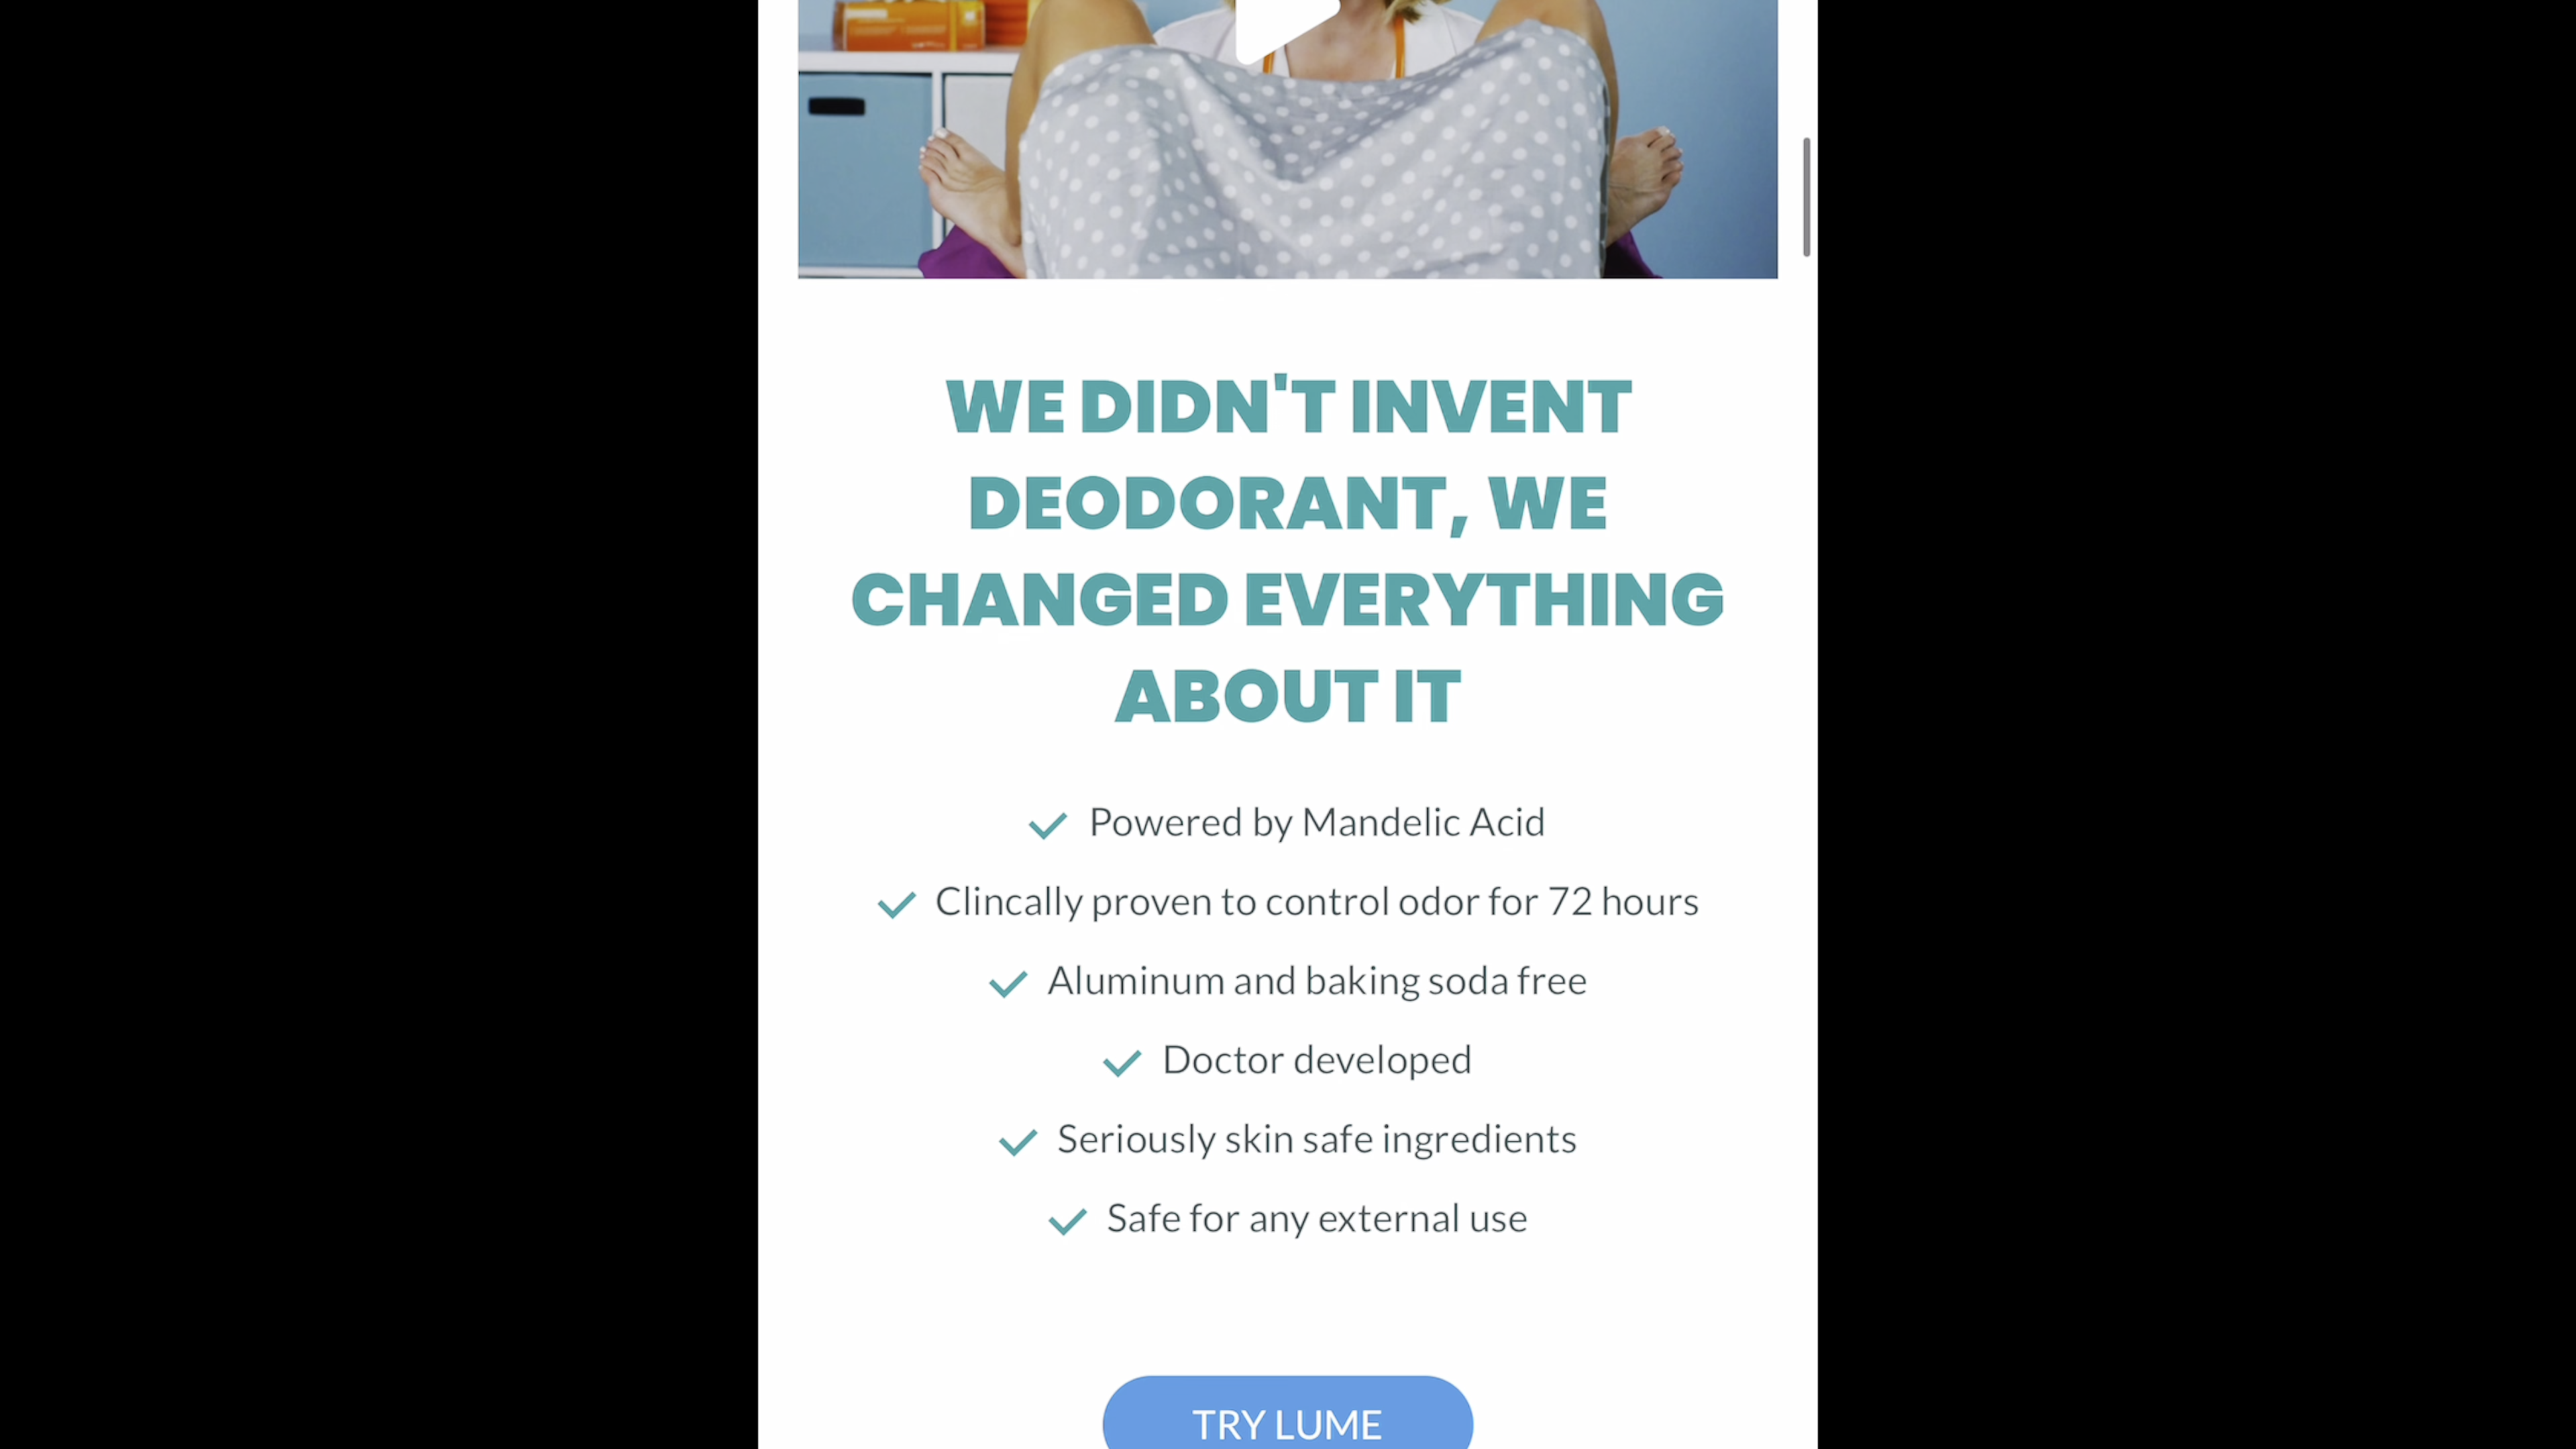 WE DIDN'T INVENT
DEODORANT, WE
CHANGED EVERYTHING
ABOUT IT
Powered by Mandelic Acid
Clincally proven to control odor for 72 hours
Aluminum and baking soda free
Doctor developed
Seriously skin safe ingredients
Safe for any external use
TRY LUME